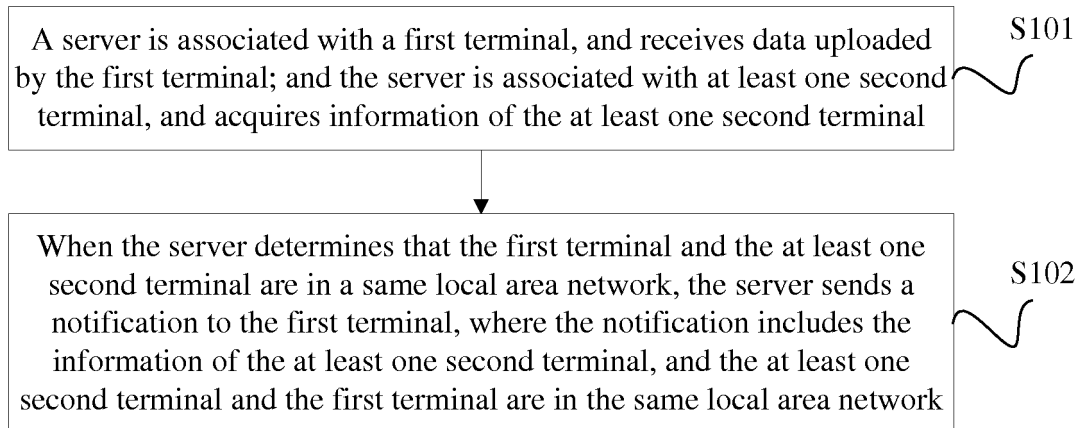 A server is associated with a first terminal, and receives data uploaded
by the first terminal; and the server is associated with at least one second
terminal, and acquires information of the at least one second terminal
S101
When the server determines that the first terminal and the at least one
second terminal are in a same local area network, the server sends a
notification to the first terminal, where the notification includes the
information of the at least one second terminal, and the at least one
second terminal and the first terminal are in the same local area network
S102